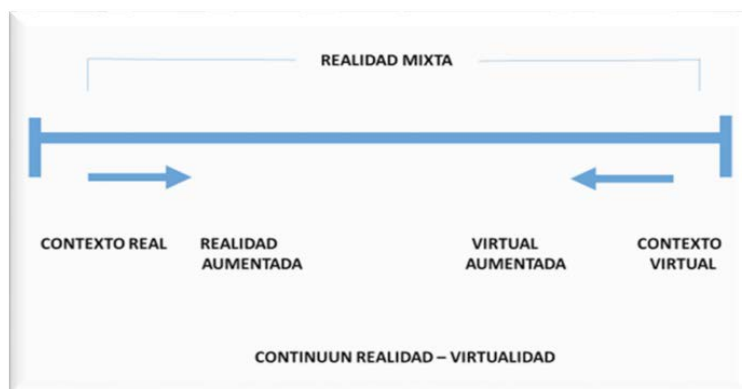 REALIDAD MIXTA
CONTEXTO REAL
REALIDAD
AUMENTADA
VIRTUAL
AUMENTADA
CONTEXTO
VIRTUAL
CONTINUUN REALIDAD – VIRTUALIDAD